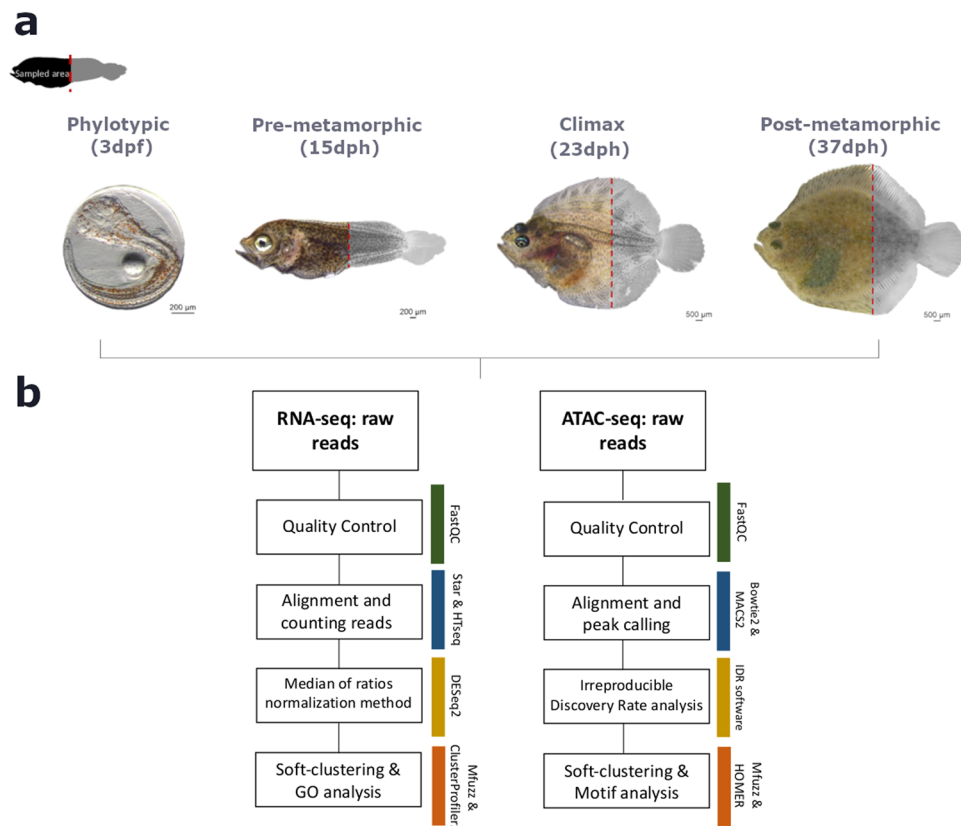 a
Sampled area
Phylotypic
(3dpf)
Pre-metamorphic
(15dph)
Climax
(23dph)
Post-metamorphic
(37dph)
200 µm
200 µm
500 µm
500 µm
b
RNA-seq: raw
reads
ATAC-seq: raw
reads
Quality Control
FastQC
Quality Control
FastQC
Alignment and
counting reads
Star & HTseq
Alignment and
peak calling
Bowtie2 &
MACS2
Median of ratios
normalization method
DESeq2
Irreproducible
Discovery Rate analysis
IDR software
Soft-clustering &
GO analysis
Mfuzz &
ClusterProfiler
Soft-clustering &
Motif analysis
Mfuzz &
HOMER